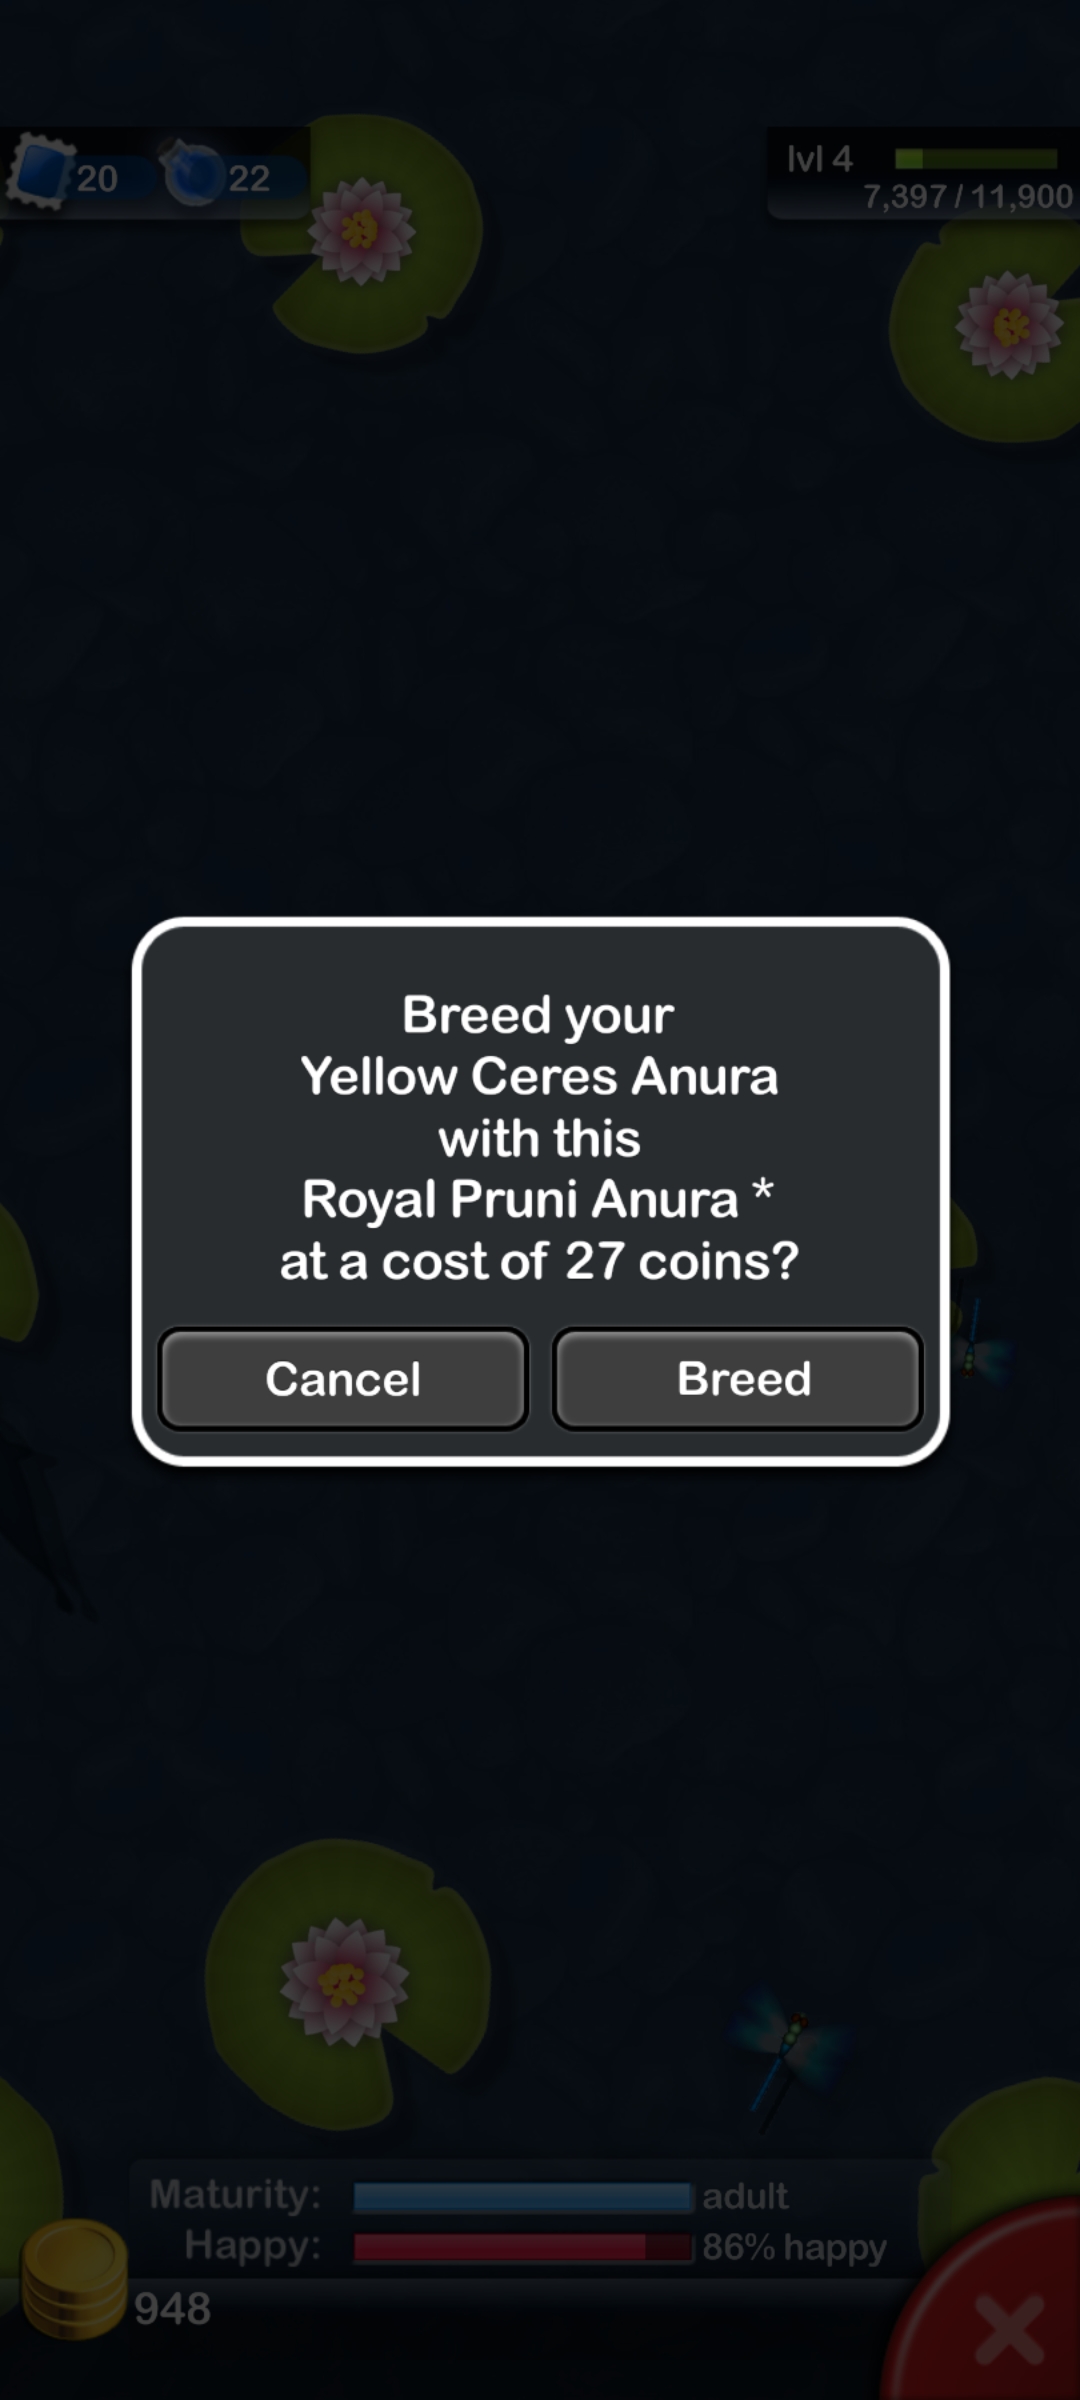 20 22
lvl 4
7,397 / 11,900
Breed your
Yellow Ceres Anura
with this
Royal Pruni Anura *
at a cost of 27 coins?
Cancel Breed
Maturity: adult
Happy: 86% happy
948